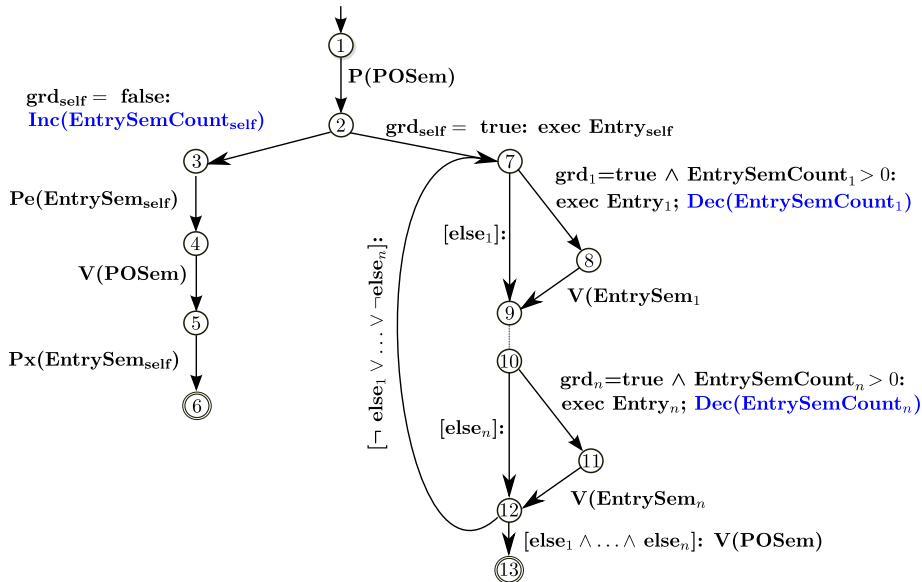 1
P(POSem)
grd_self = false:
Inc(EntrySemCount_self)
2
grd_self = true: exec Entry_self
3
7
grd_1=true ∧ EntrySemCount_1 > 0:
exec Entry_1; Dec(EntrySemCount_1)
Pe(EntrySem_self)
[else_1]:
4
8
V(POSem)
V(EntrySem_1
[¬ else_1 ∨ … ∨ ¬else_n]:
9
5
Px(EntrySem_self)
10
grd_n=true ∧ EntrySemCount_n > 0:
exec Entry_n; Dec(EntrySemCount_n)
6
[else_n]:
11
V(EntrySem_n
12
[else_1 ∧ … ∧ else_n]: V(POSem)
13